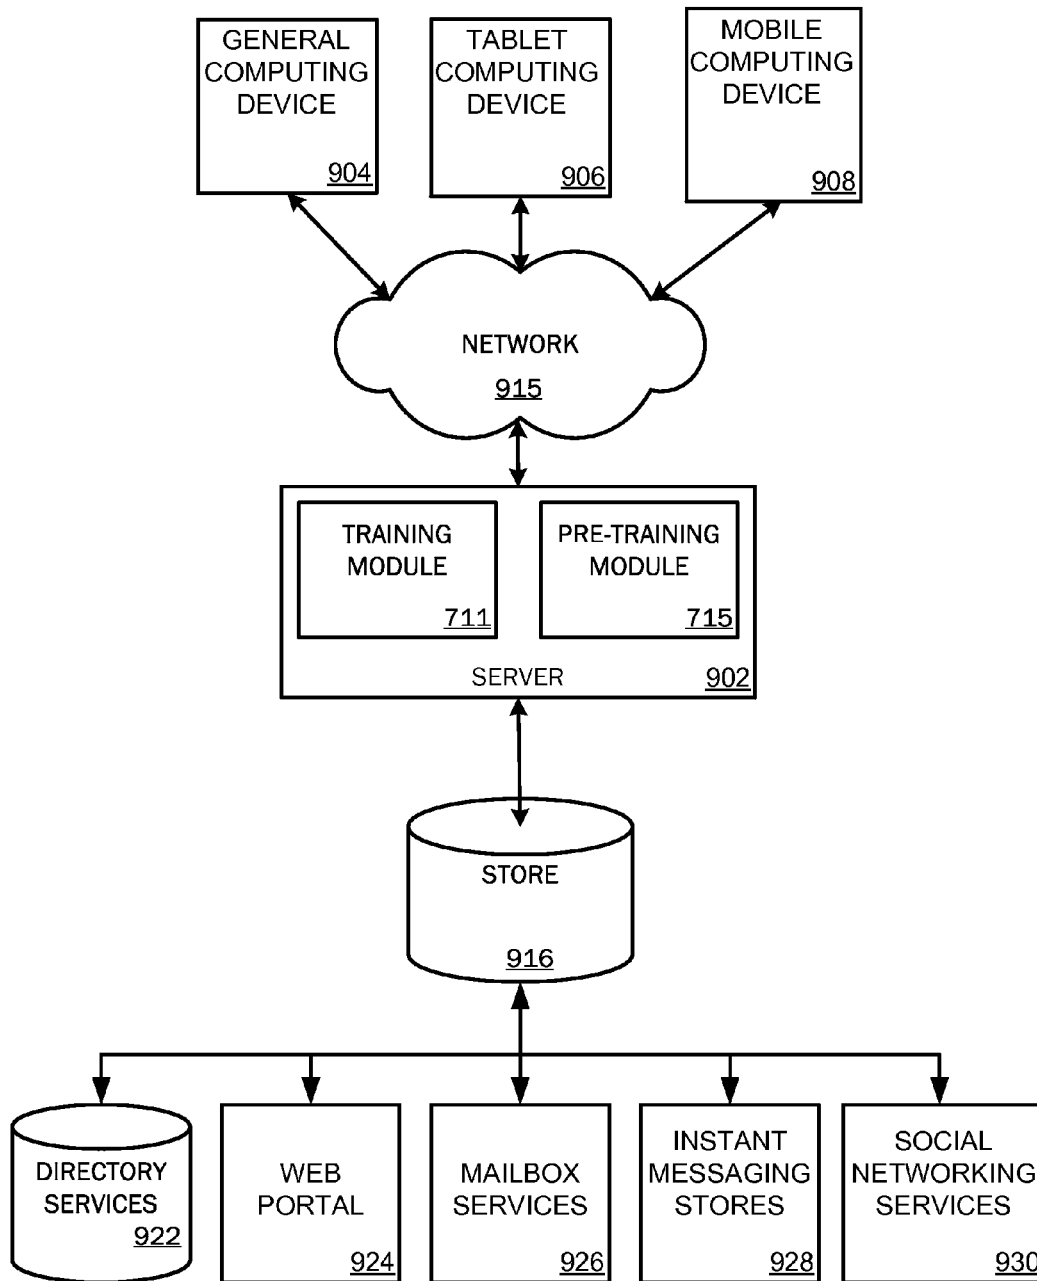 GENERAL
COMPUTING
DEVICE
904
TABLET
COMPUTING
DEVICE
906
MOBILE
COMPUTING
DEVICE
908
NETWORK
915
TRAINING
MODULE
711
PRE-TRAINING
MODULE
715
SERVER
902
STORE
916
DIRECTORY
SERVICES
922
WEB
PORTAL
924
MAILBOX
SERVICES
926
INSTANT
MESSAGING
STORES
928
SOCIAL
NETWORKING
SERVICES
930